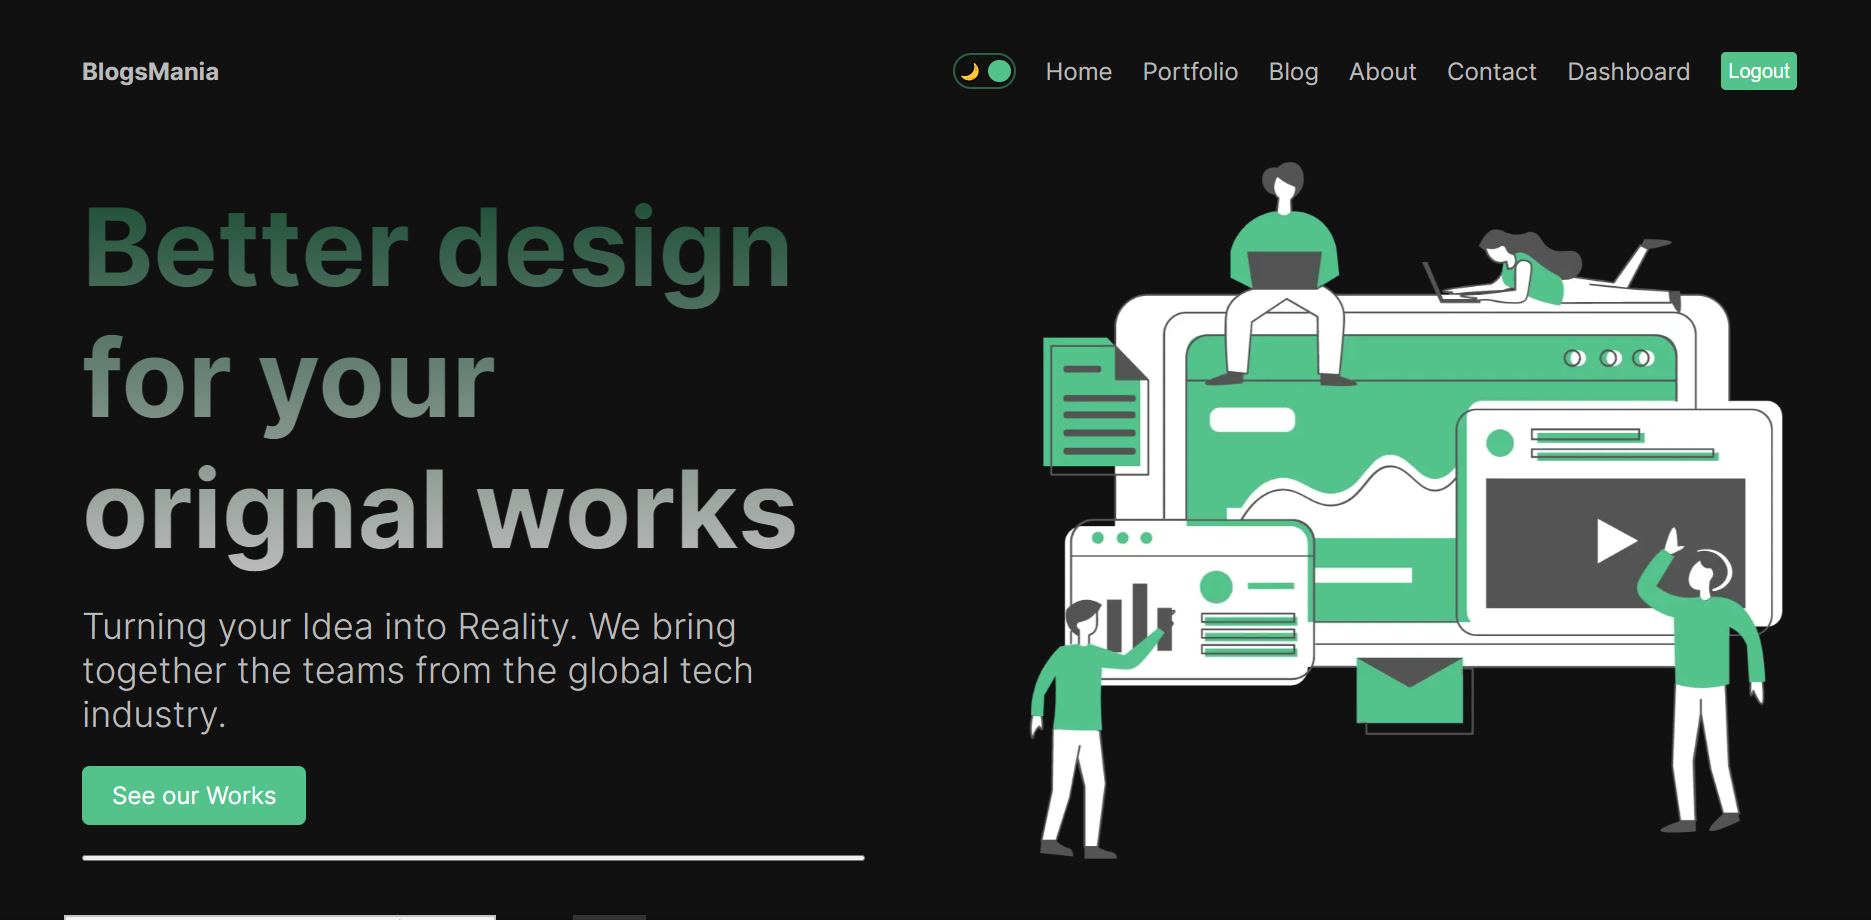 BlogsMania
Home Portfolio Blog About Contact Dashboard Logout
Better design
for your
orignal works
Turning your Idea into Reality. We bring
together the teams from the global tech
industry.
See our Works